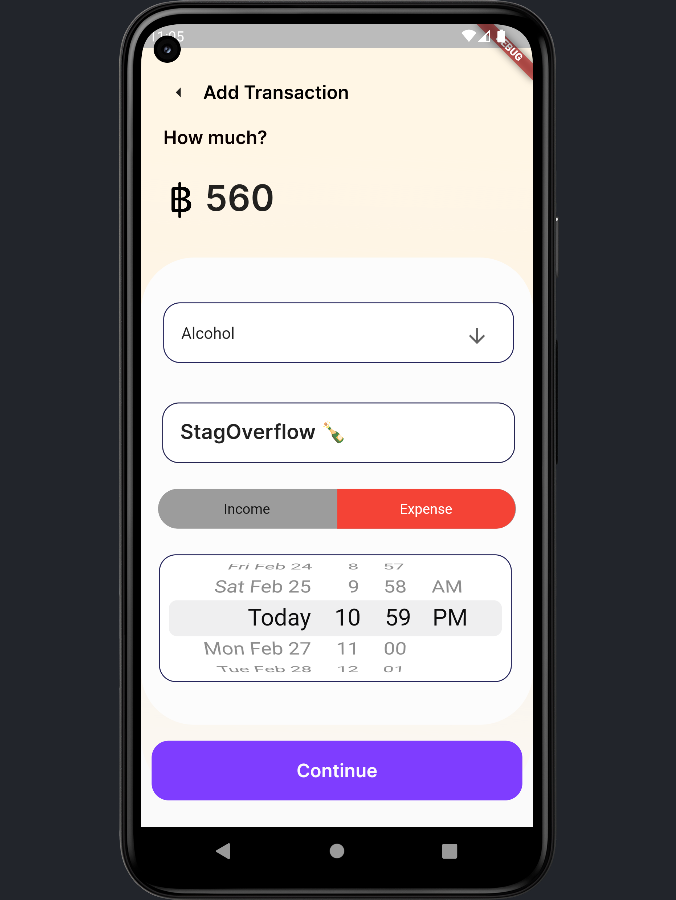 11:05
Add Transaction
How much?
฿ 560
Alcohol
StagOverflow 🍾
Income Expense
Fri Feb 24 8 57
Sat Feb 25 9 58 AM
Today 10 59 PM
Mon Feb 27 11 00
Tue Feb 28 12 01
Continue